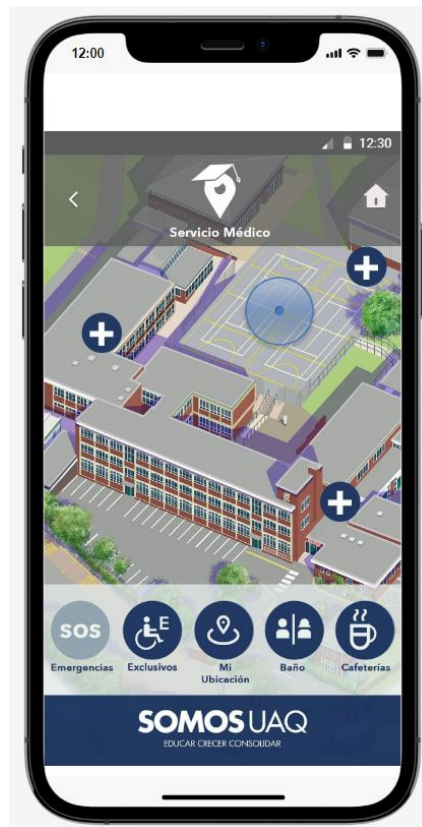 12:00
12:30
Servicio Médico
SOS
E
Emergencias
Exclusivos
Mi
Ubicación
Baño
Cafeterías
SOMOS UAQ
EDUCAR CRECER CONSOLIDAR